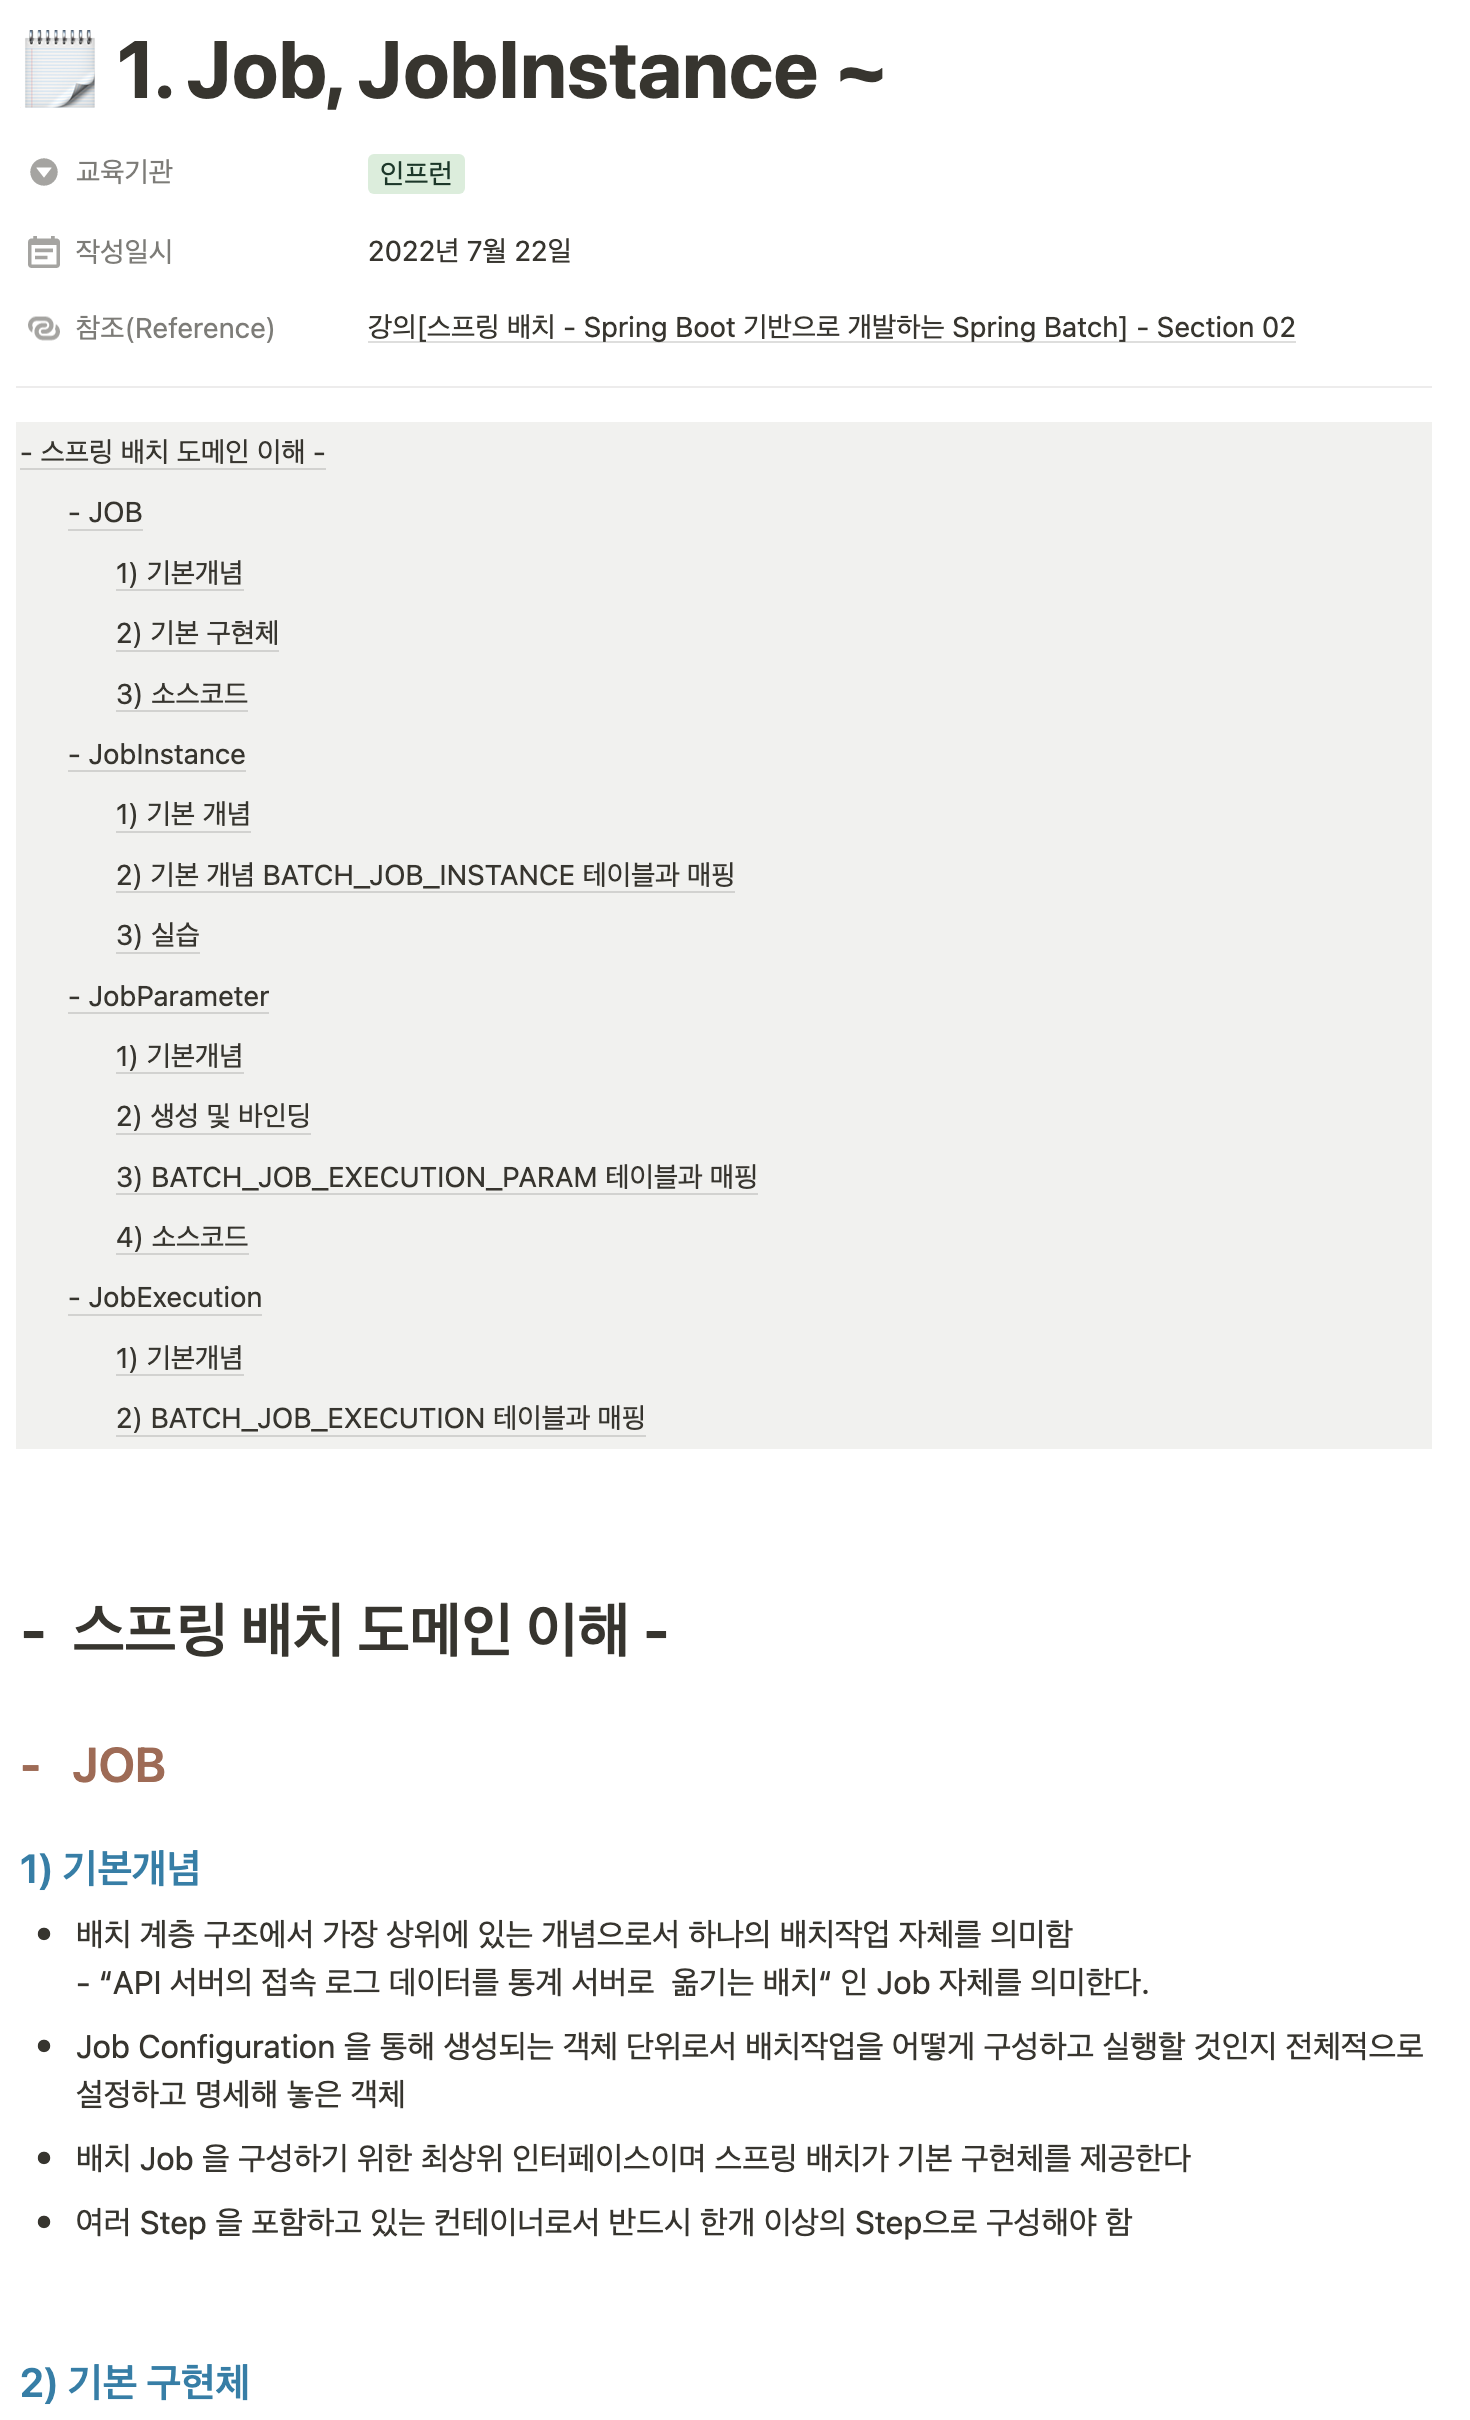 1. Job, JobInstance ~
교육기관 인프런
작성일시 2022년 7월 22일
참조(Reference) 강의[스프링 배치 - Spring Boot 기반으로 개발하는 Spring Batch] - Section 02
- 스프링 배치 도메인 이해 -
- JOB
1) 기본개념
2) 기본 구현체
3) 소스코드
- JobInstance
1) 기본 개념
2) 기본 개념 BATCH_JOB_INSTANCE 테이블과 매핑
3) 실습
- JobParameter
1) 기본개념
2) 생성 및 바인딩
3) BATCH_JOB_EXECUTION_PARAM 테이블과 매핑
4) 소스코드
- JobExecution
1) 기본개념
2) BATCH_JOB_EXECUTION 테이블과 매핑
- 스프링 배치 도메인 이해 -
- JOB
1) 기본개념
• 배치 계층 구조에서 가장 상위에 있는 개념으로서 하나의 배치작업 자체를 의미함
- “API 서버의 접속 로그 데이터를 통계 서버로  옮기는 배치“ 인 Job 자체를 의미한다.
• Job Configuration 을 통해 생성되는 객체 단위로서 배치작업을 어떻게 구성하고 실행할 것인지 전체적으로
설정하고 명세해 놓은 객체
• 배치 Job 을 구성하기 위한 최상위 인터페이스이며 스프링 배치가 기본 구현체를 제공한다
• 여러 Step 을 포함하고 있는 컨테이너로서 반드시 한개 이상의 Step으로 구성해야 함
2) 기본 구현체